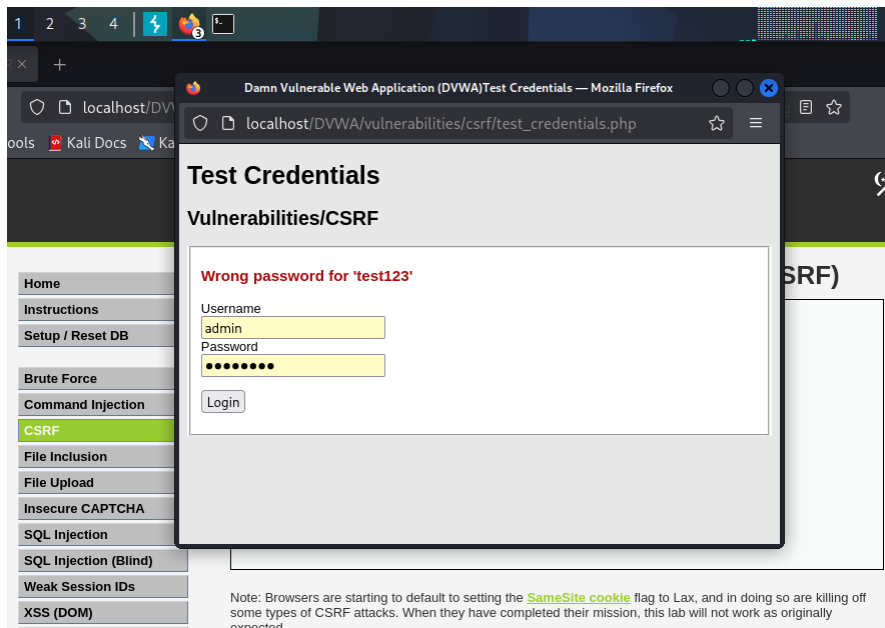 1 2 3 4 3
Damn Vulnerable Web Application (DVWA)Test Credentials — Mozilla Firefox
localhost/DVWA/vulnerabilities/csrf/test_credentials.php
localhost/DV
ools Kali Docs Ka
Test Credentials
Vulnerabilities/CSRF
Wrong password for 'test123'
Username
admin
Password
●●●●●●●●
Login
SRF)
Home
Instructions
Setup / Reset DB
Brute Force
Command Injection
CSRF
File Inclusion
File Upload
Insecure CAPTCHA
SQL Injection
SQL Injection (Blind)
Weak Session IDs
XSS (DOM)
Note: Browsers are starting to default to setting the SameSite cookie flag to Lax, and in doing so are killing off
some types of CSRF attacks. When they have completed their mission, this lab will not work as originally
expected.